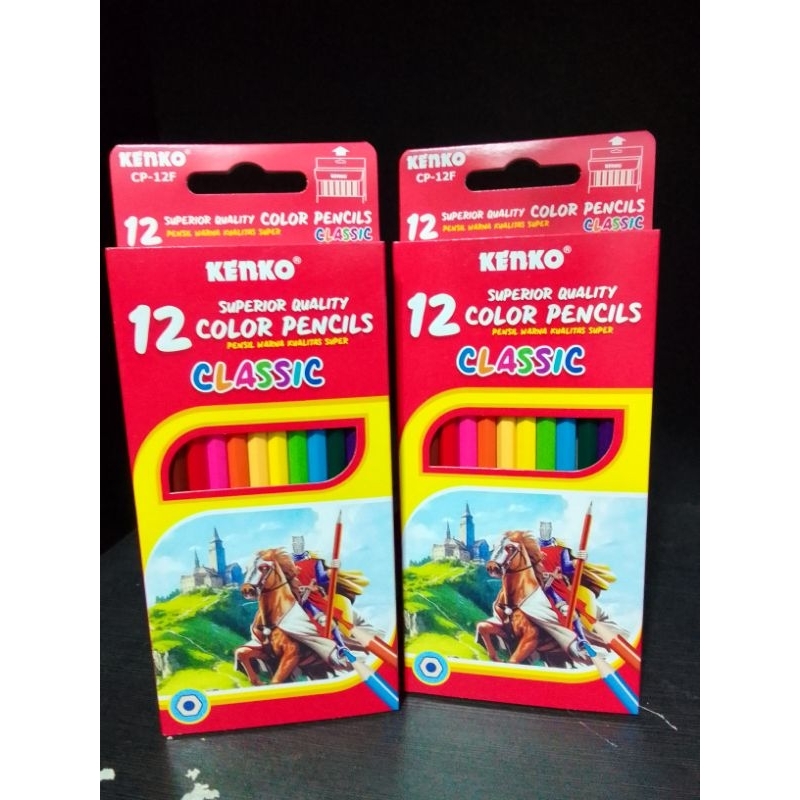 KENKO
CP-12F
12 SUPERIOR QUALITY COLOR PENCILS
PENSIL WARNA KUALITAS SUPER
CLASSIC
KENKO®
12 SUPERIOR QUALITY
COLOR PENCILS
PENSIL WARNA KUALITAS SUPER
CLASSIC
KENKO
CP-12F
12 SUPERIOR QUALITY COLOR PENCILS
PENSIL WARNA KUALITAS SUPER
CLASSIC
KENKO®
12 SUPERIOR QUALITY
COLOR PENCILS
PENSIL WARNA KUALITAS SUPER
CLASSIC